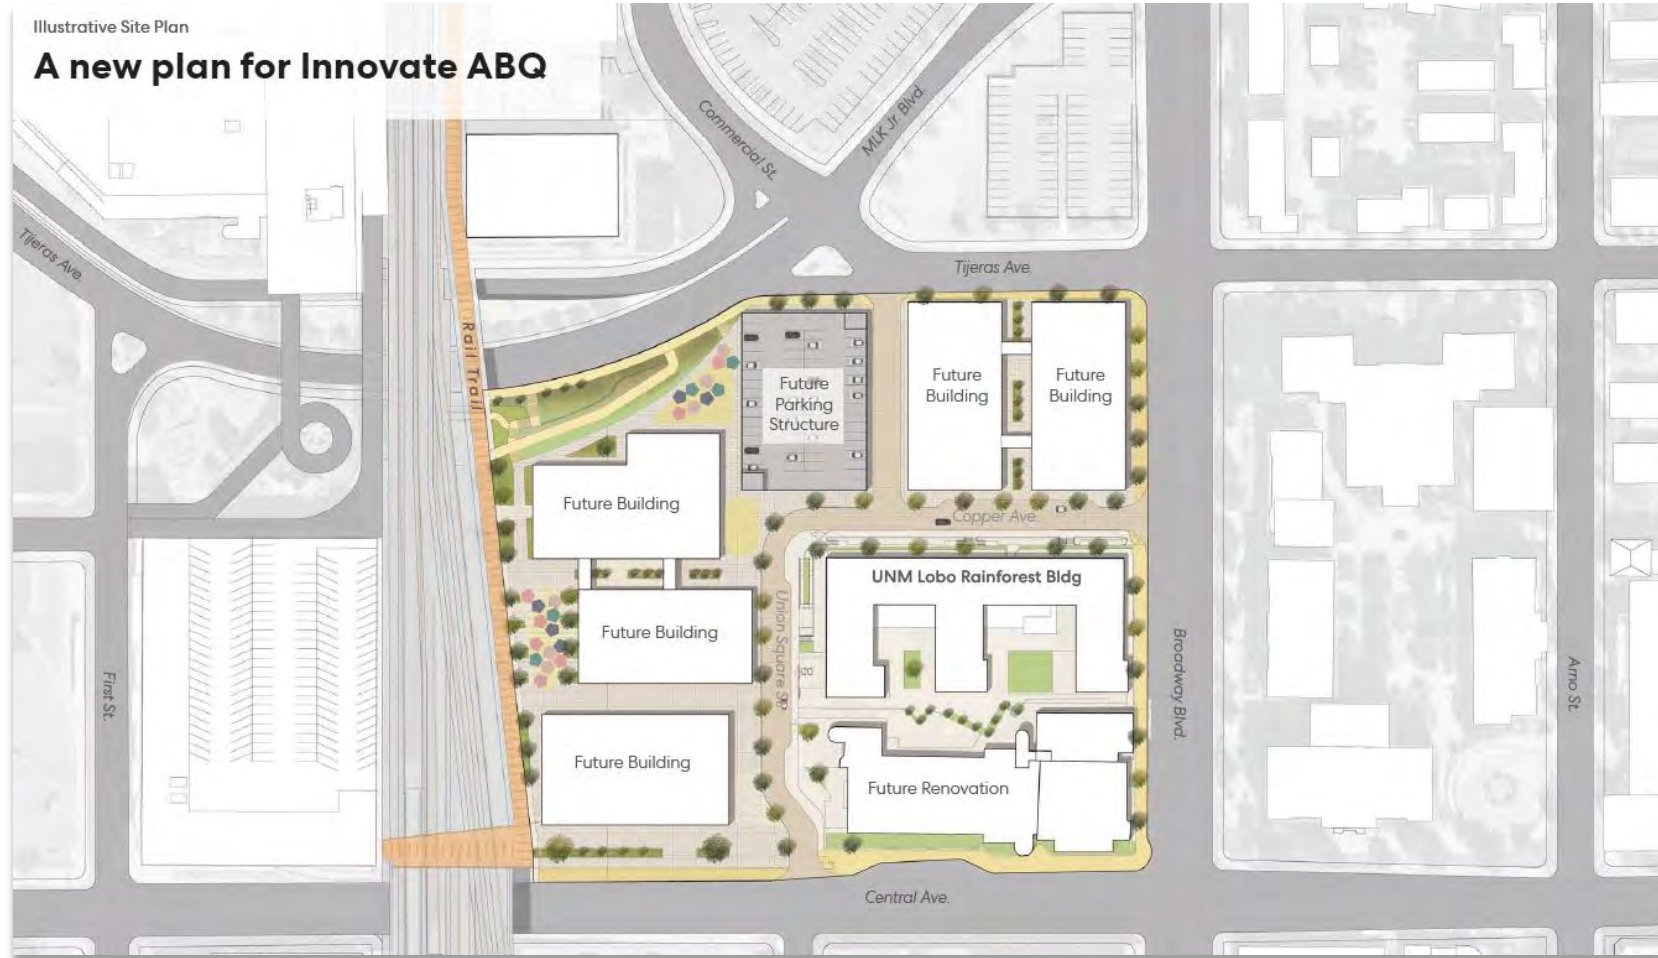 Illustrative Site Plan
A new plan for Innovate ABQ
Commercial St.
MLK Jr. Blvd.
Tijeras Ave.
Tijeras Ave.
Rail Trail
Future
Parking
Structure
Future
Building
Future
Building
Future Building
Copper Ave.
UNM Lobo Rainforest Bldg
Future Building
Union Square St.
First St.
Broadway Blvd.
Arno St.
Future Building
Future Renovation
Central Ave.